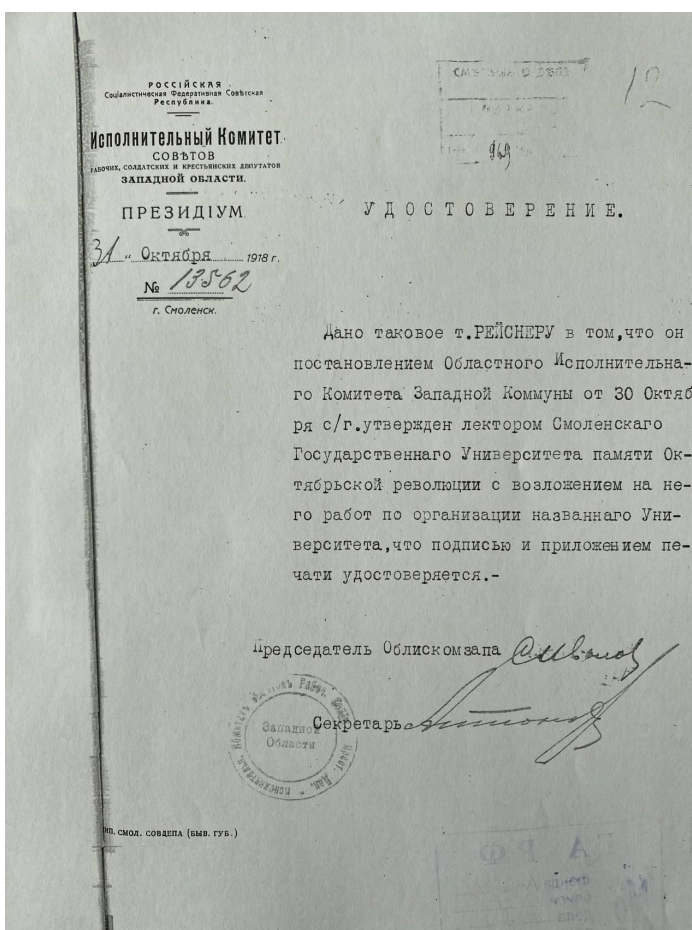 РОССІЙСКАЯ
Соціалистическая Федеративная Совѣтская
Республика.
Исполнительный Комитет
СОВѢТОВ
РАБОЧИХ, СОЛДАТСКИХ И КРЕСТЬЯНСКИХ ДЕПУТАТОВ
ЗАПАДНОЙ ОБЛАСТИ.
ПРЕЗИДІУМ
31 " Октября 1918 г.
№ 13562
г. Смоленск.
969
12
УДОСТОВЕРЕНИЕ.
Дано таковое т.РЕЙСНЕРУ в том,что он
постановлением Областного Исполнительна-
го Комитета Западной Коммуны от 30 Октяб
ря с/г.утвержден лектором Смоленскаго
Государственнаго Университета памяти Ок-
тябрьской революции с возложением на не-
го работ по организации названнаго Уни-
верситета,что подписью и приложением пе-
чати удостоверяется.-
Председатель Облискомзапа
Секретарь
Западной
Области
ТИП. СМОЛ. СОВДЕПА (БЫВ. ГУБ.)
ГАРФ